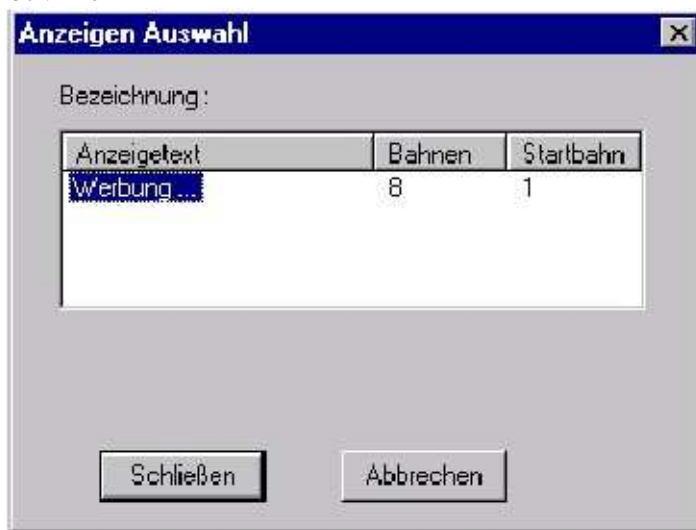 Anzeigen Auswahl
Bezeichnung:
Anzeigetext Bahnen Startbahn
Werbung ... 8 1
Schließen Abbrechen